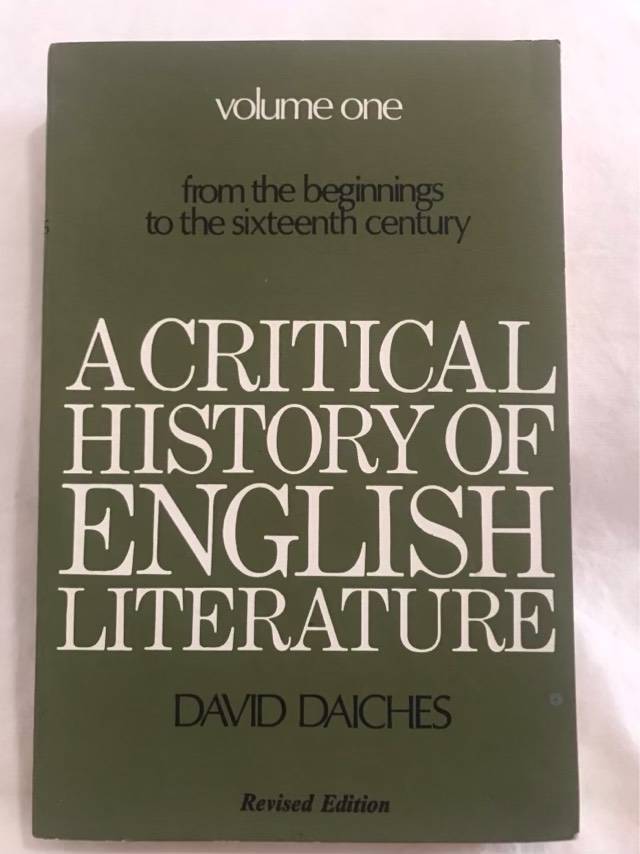 volume one
from the beginnings
to the sixteenth century
A CRITICAL
HISTORY OF
ENGLISH
LITERATURE
DAVID DAICHES
Revised Edition